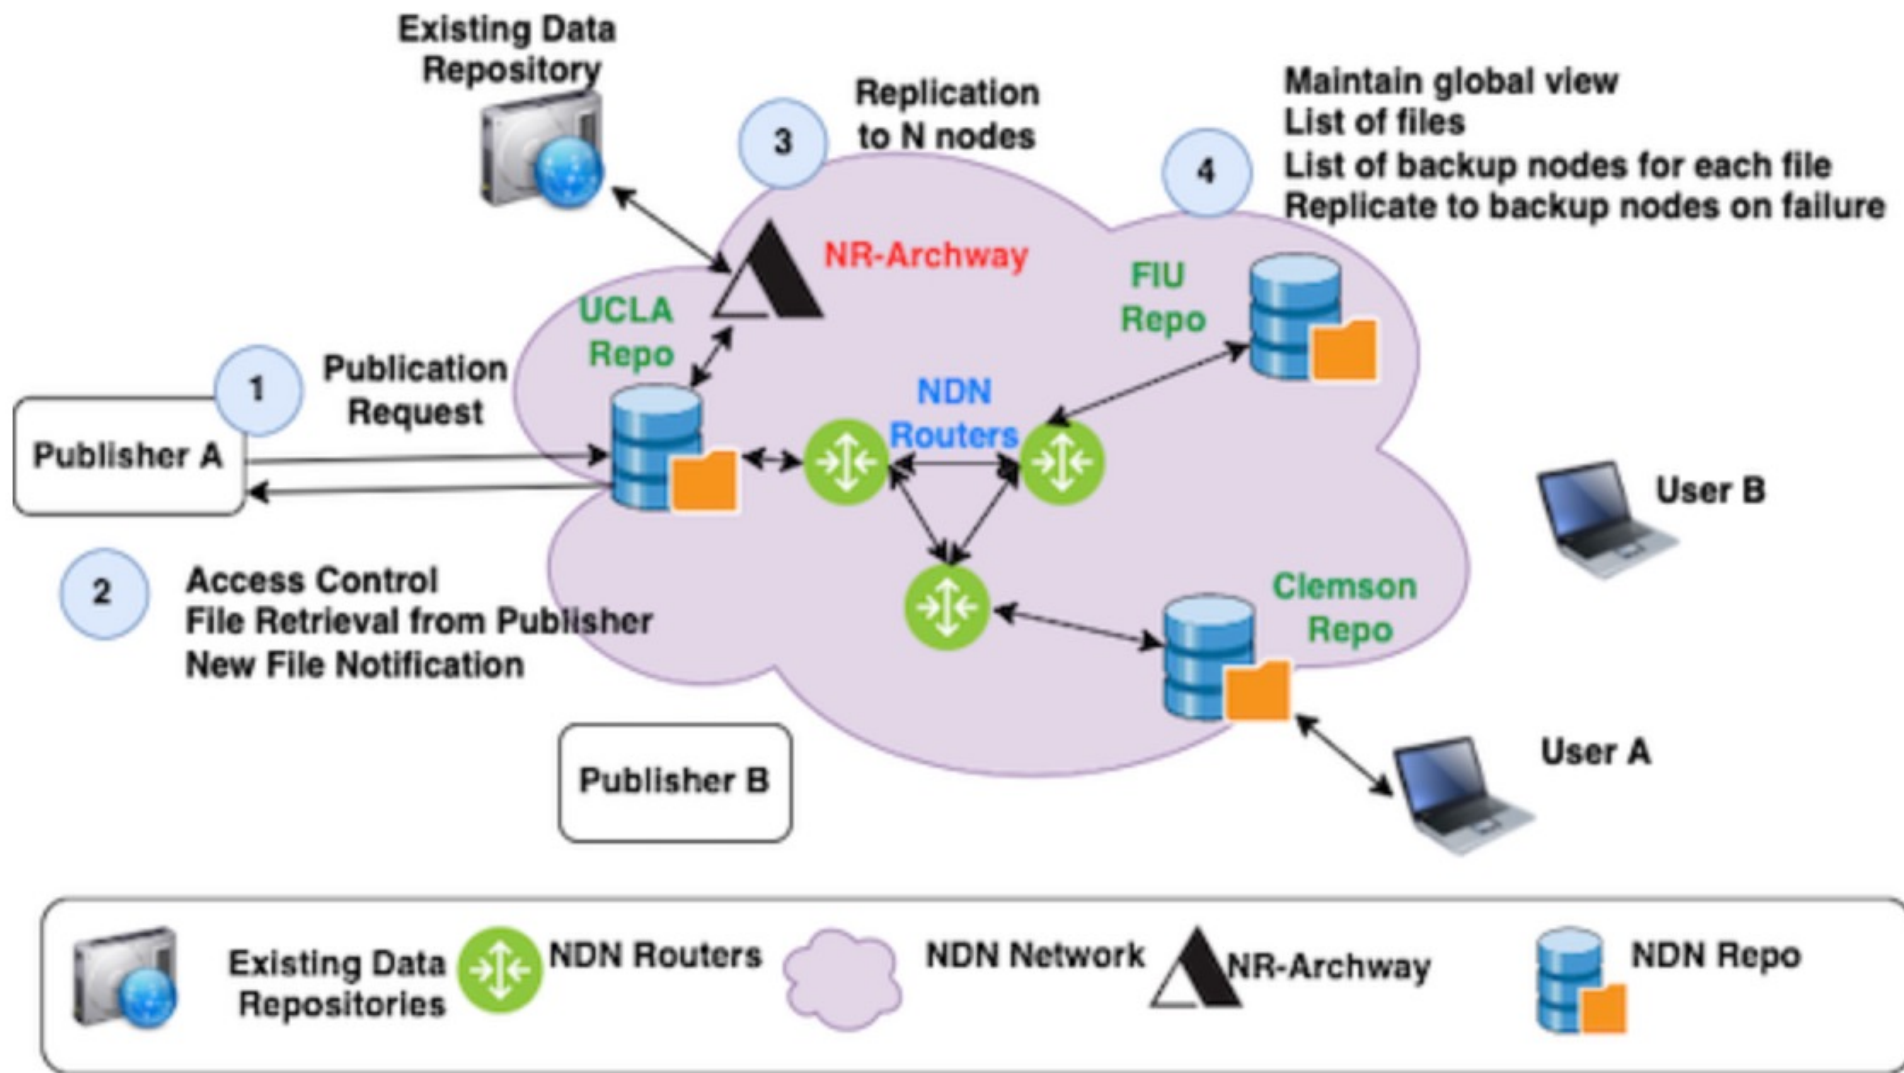 Existing Data
Repository
3
Replication
to N nodes
4
Maintain global view
List of files
List of backup nodes for each file
Replicate to backup nodes on failure
NR-Archway
UCLA
Repo
FIU
Repo
1
Publication
Request
Publisher A
NDN
Routers
User B
2
Access Control
File Retrieval from Publisher
New File Notification
Clemson
Repo
Publisher B
User A
Existing Data
Repositories
NDN Routers
NDN Network
NR-Archway
NDN Repo